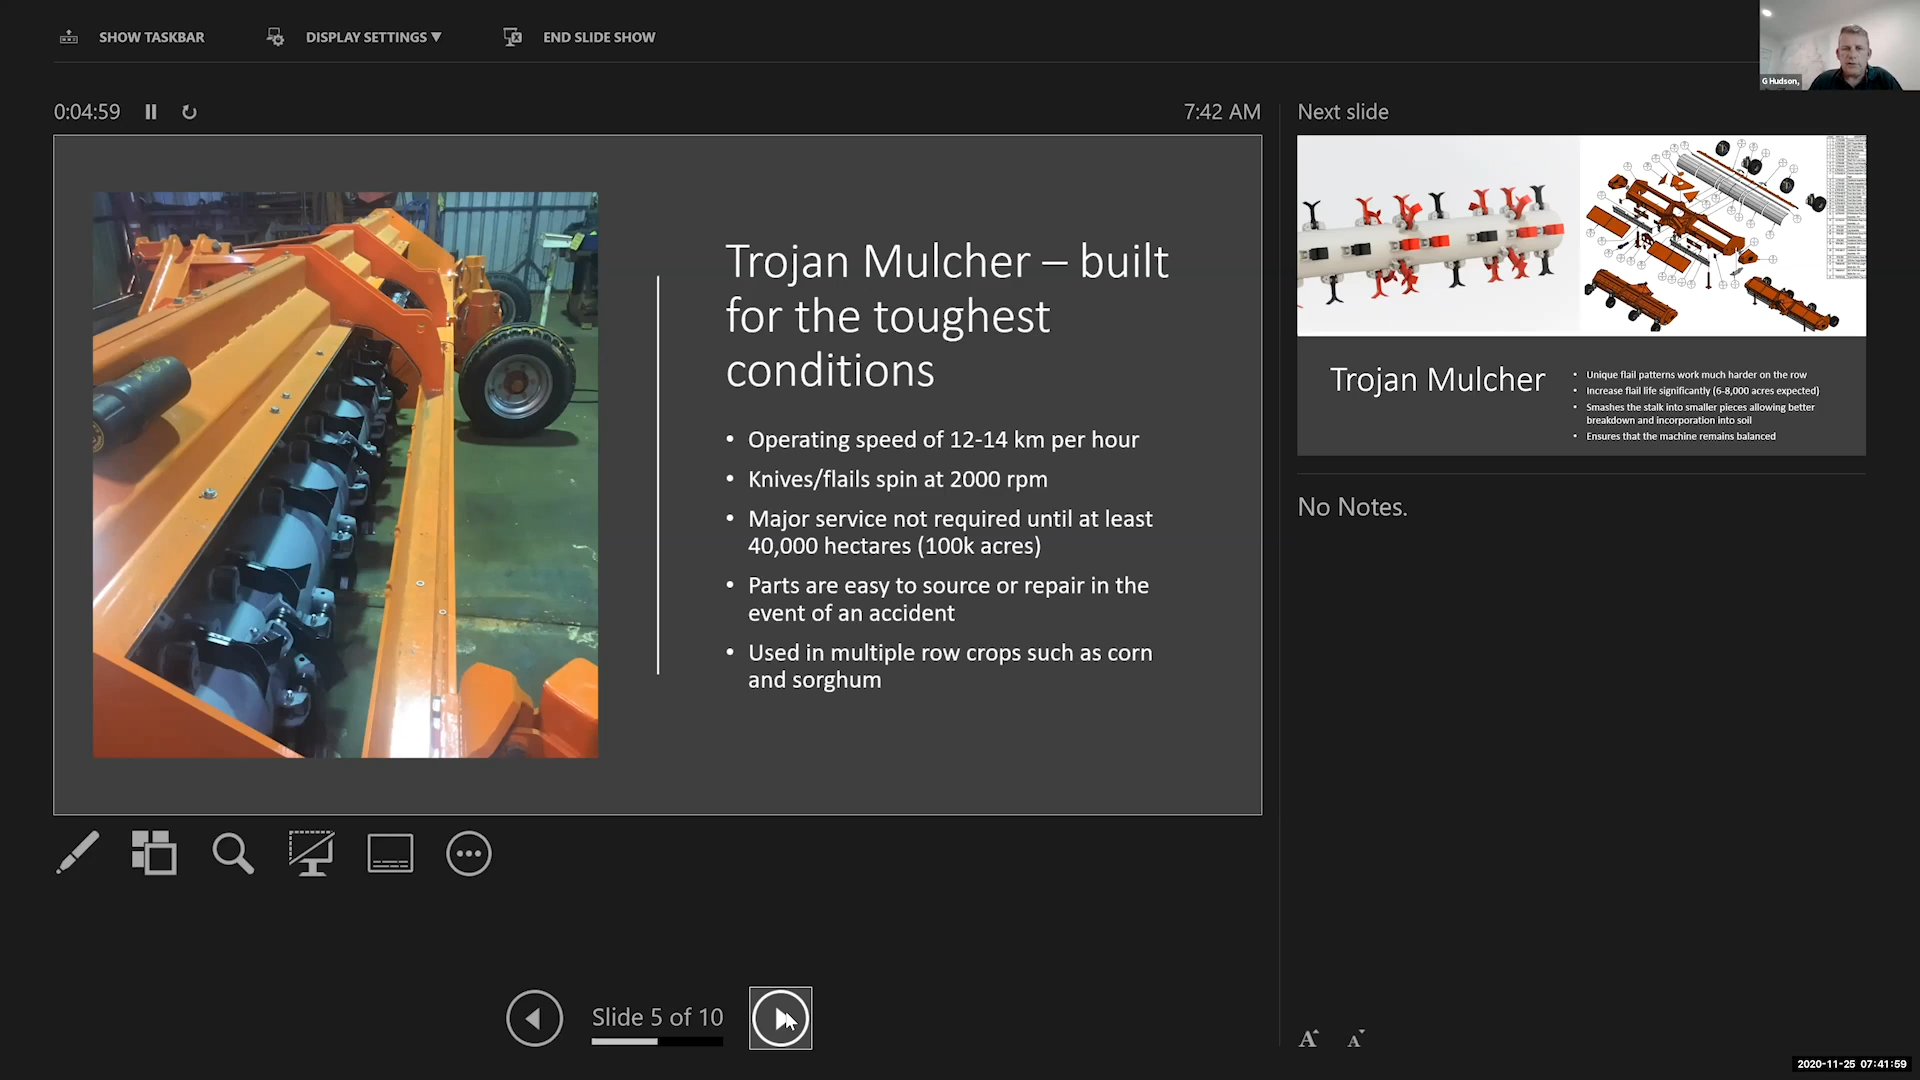 SHOW TASKBAR
DISPLAY SETTINGS ▼
END SLIDE SHOW
G Hudson,
0:04:59
7:42 AM
Next slide
Trojan Mulcher – built
for the toughest
conditions
• Operating speed of 12-14 km per hour
• Knives/flails spin at 2000 rpm
• Major service not required until at least
40,000 hectares (100k acres)
• Parts are easy to source or repair in the
event of an accident
• Used in multiple row crops such as corn
and sorghum
Trojan Mulcher
• Unique flail patterns work much harder on the row
• Increase flail life significantly (6-8,000 acres expected)
• Smashes the stalk into smaller pieces allowing better
breakdown and incorporation into soil
• Ensures that the machine remains balanced
No Notes.
Slide 5 of 10
A A
2020-11-25 07:41:59